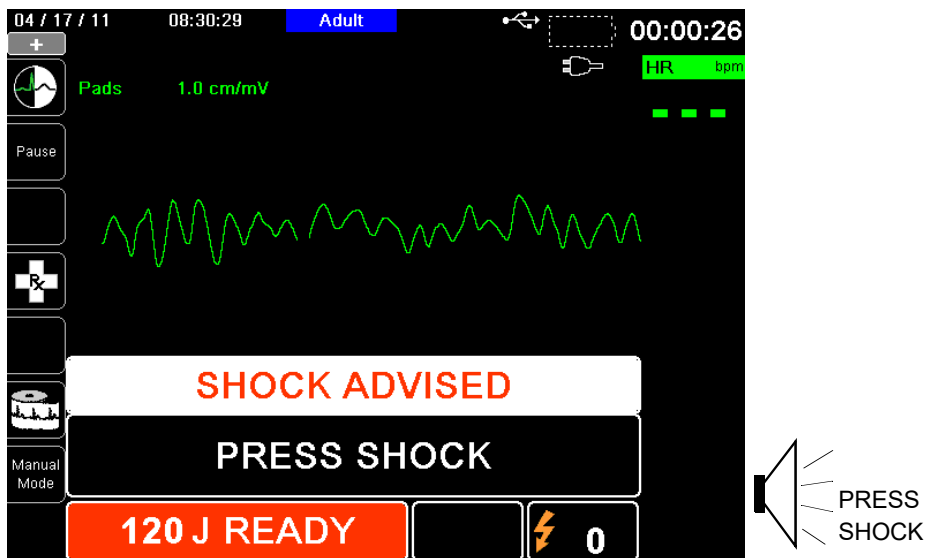 04 / 17 / 11 08:30:29 Adult 00:00:26
+
HR bpm
Pads 1.0 cm/mV
- - -
Pause
Rx
SHOCK ADVISED
Manual
Mode
PRESS SHOCK
120 J READY
0
PRESS
SHOCK